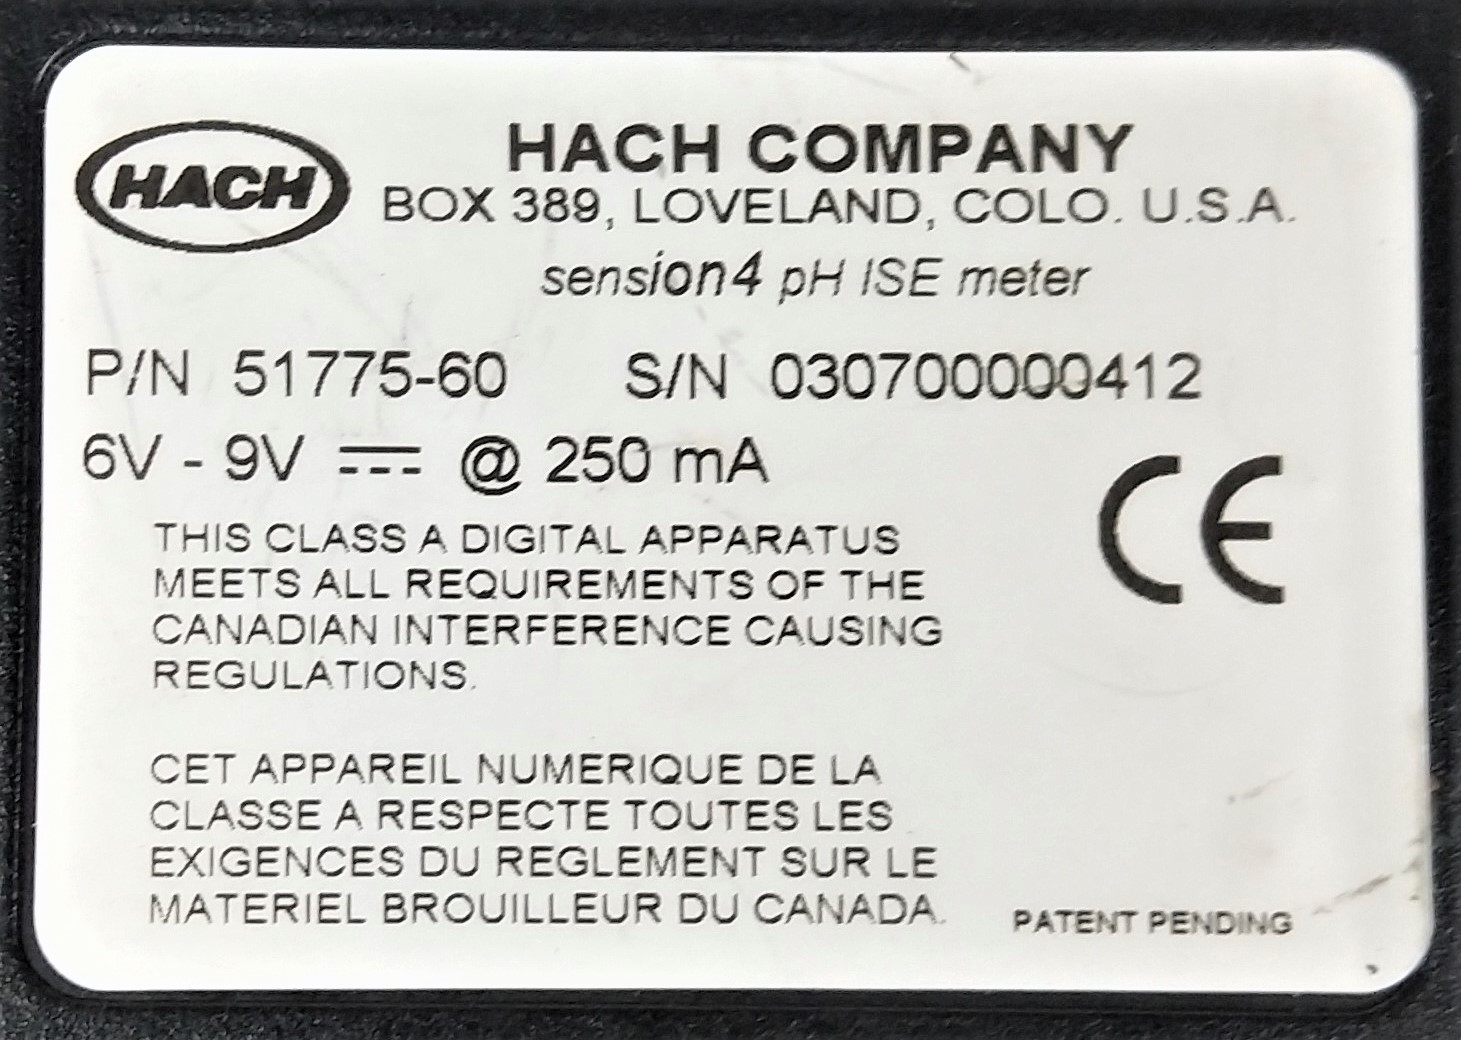 HACH
HACH COMPANY
BOX 389, LOVELAND, COLO. U.S.A.
sension4 pH ISE meter
P/N 51775-60 S/N 030700000412
6V - 9V ⎓ @ 250 mA
CE
THIS CLASS A DIGITAL APPARATUS
MEETS ALL REQUIREMENTS OF THE
CANADIAN INTERFERENCE CAUSING
REGULATIONS.
CET APPAREIL NUMERIQUE DE LA
CLASSE A RESPECTE TOUTES LES
EXIGENCES DU REGLEMENT SUR LE
MATERIEL BROUILLEUR DU CANADA.
PATENT PENDING